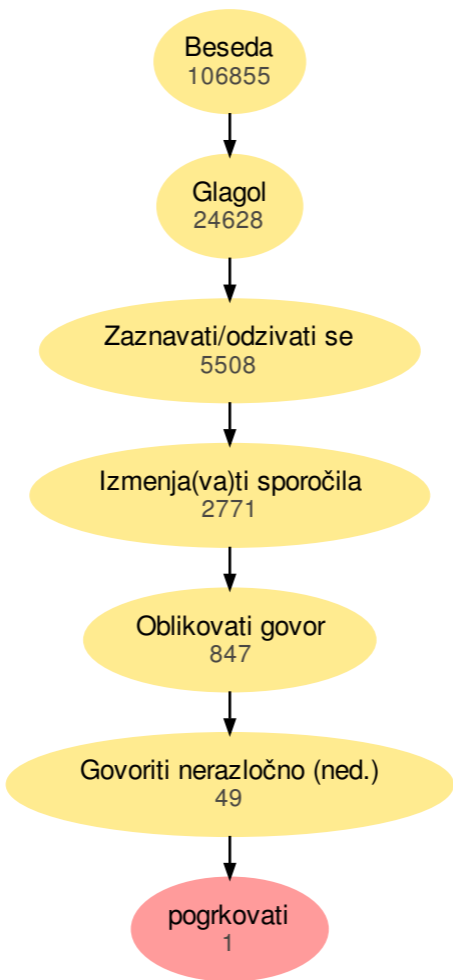 Beseda
106855
Glagol
24628
Zaznavati/odzivati se
5508
Izmenja(va)ti sporočila
2771
Oblikovati govor
847
Govoriti nerazločno (ned.)
49
pogrkovati
1